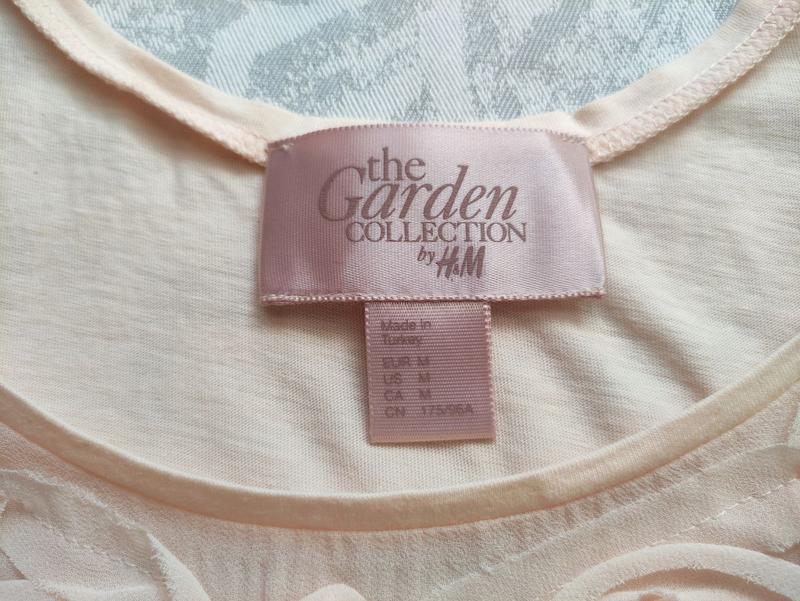 the
Garden
COLLECTION
by H&M
Made in
Turkey
EUR M
US M
CA M
CN 175/96A